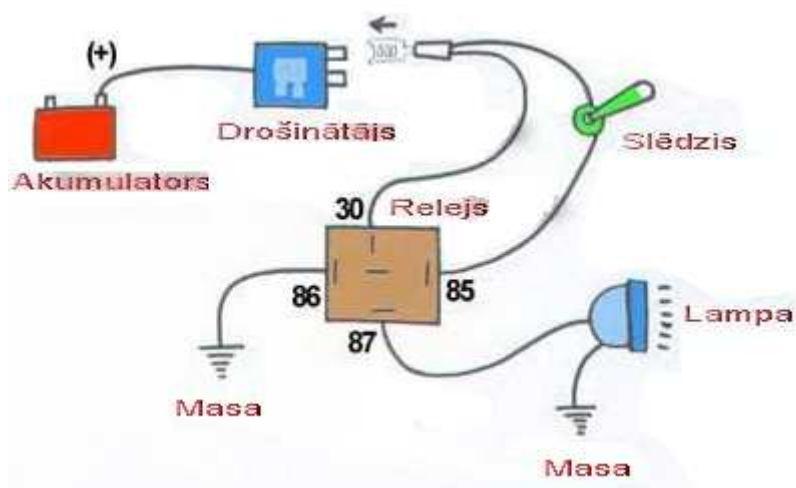 (+)
Drošinātājs
Slēdzis
Akumulators
30
Relejs
86
85
87
Lampa
Masa
Masa